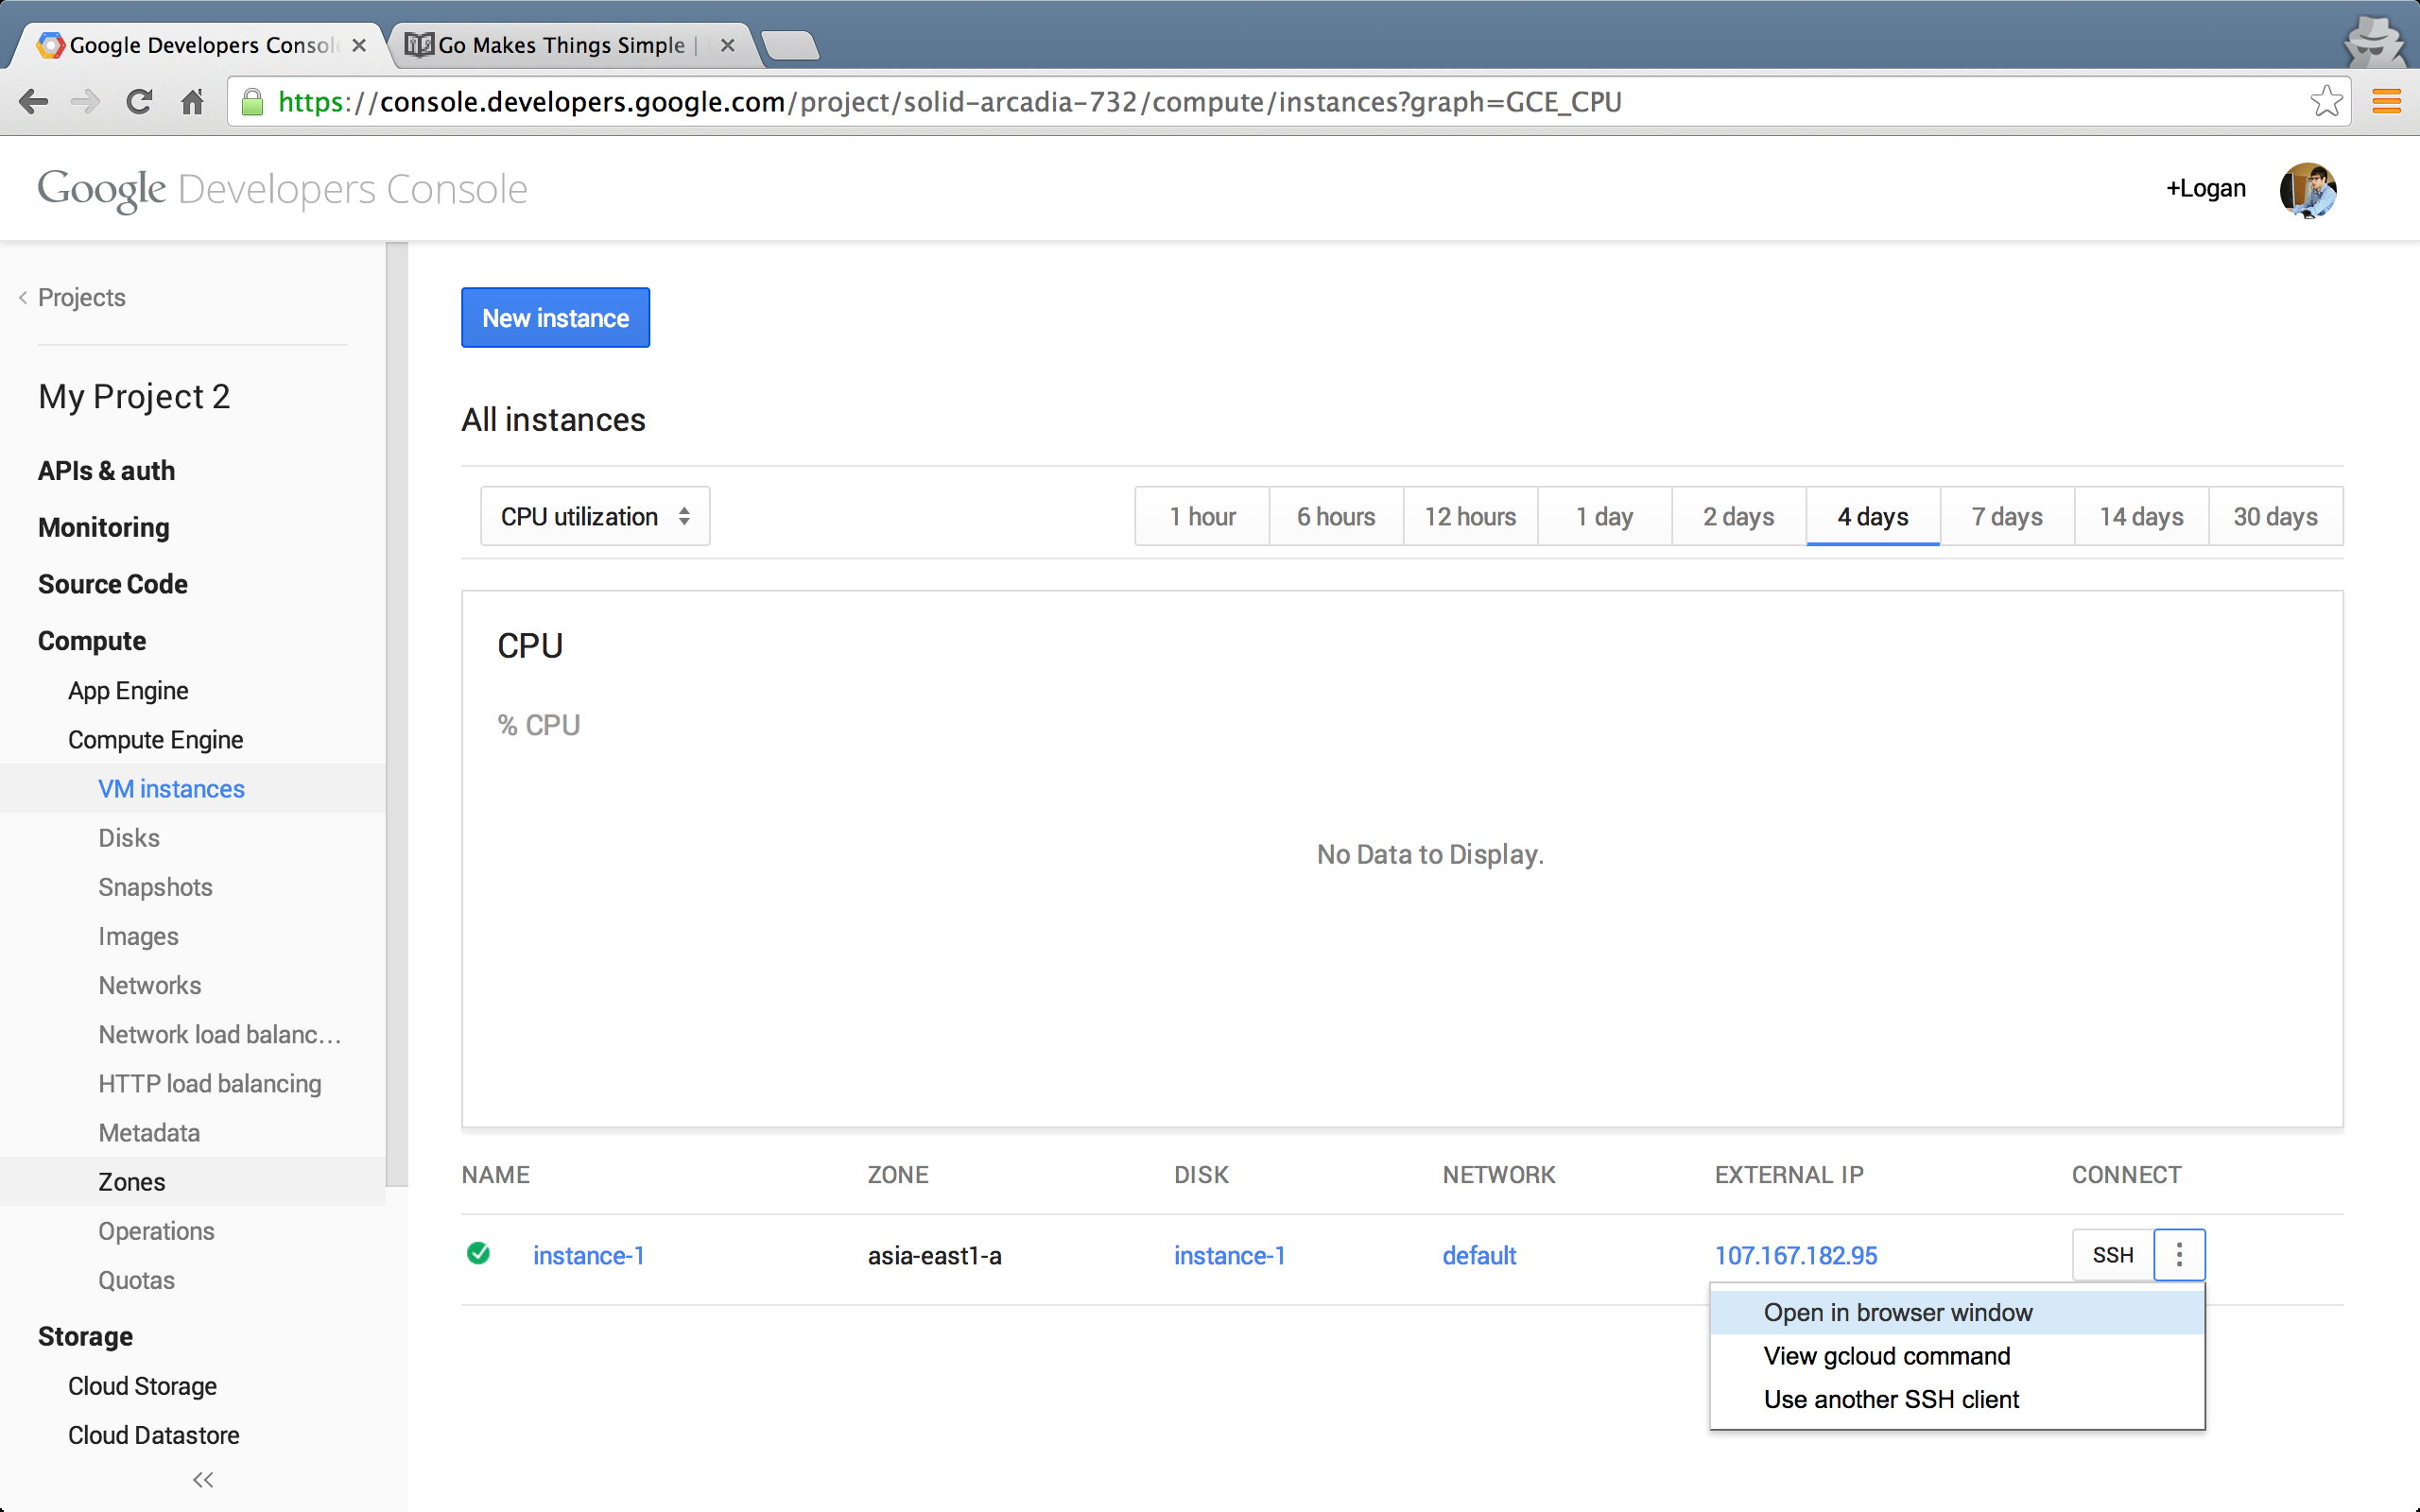 Google Developers Console
Go Makes Things Simple |
https://console.developers.google.com/project/solid-arcadia-732/compute/instances?graph=GCE_CPU
Google Developers Console
+Logan
Projects
My Project 2
APIs & auth
Monitoring
Source Code
Compute
App Engine
Compute Engine
VM instances
Disks
Snapshots
Images
Networks
Network load balanc...
HTTP load balancing
Metadata
Zones
Operations
Quotas
Storage
Cloud Storage
Cloud Datastore
New instance
All instances
CPU utilization
1 hour 6 hours 12 hours 1 day 2 days 4 days 7 days 14 days 30 days
CPU
% CPU
No Data to Display.
NAME ZONE DISK NETWORK EXTERNAL IP CONNECT
instance-1 asia-east1-a instance-1 default 107.167.182.95 SSH
Open in browser window
View gcloud command
Use another SSH client